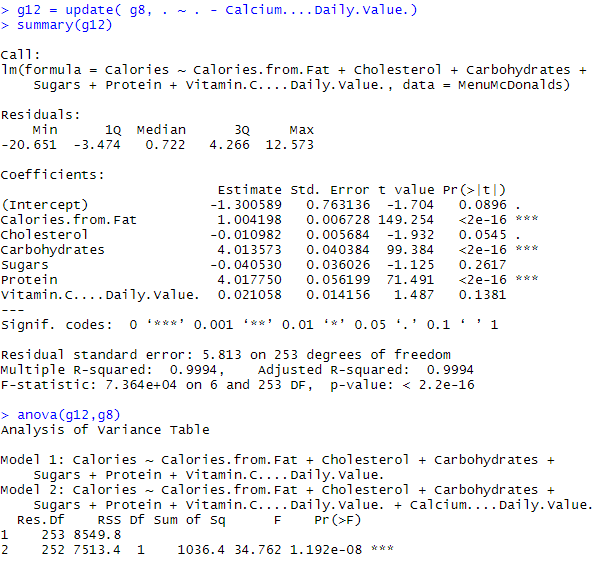 > g12 = update( g8, . ~ . - Calcium....Daily.Value.)
> summary(g12)
Call:
lm(formula = Calories ~ Calories.from.Fat + Cholesterol + Carbohydrates +
    Sugars + Protein + Vitamin.C....Daily.Value., data = MenuMcDonalds)
Residuals:
    Min      1Q  Median      3Q     Max
-20.651  -3.474   0.722   4.266  12.573
Coefficients:
                           Estimate Std. Error t value Pr(>|t|)
(Intercept)               -1.300589   0.763136  -1.704   0.0896 .
Calories.from.Fat          1.004198   0.006728 149.254   <2e-16 ***
Cholesterol               -0.010982   0.005684  -1.932   0.0545 .
Carbohydrates              4.013573   0.040384  99.384   <2e-16 ***
Sugars                    -0.040530   0.036026  -1.125   0.2617
Protein                    4.017750   0.056199  71.491   <2e-16 ***
Vitamin.C....Daily.Value.  0.021058   0.014156   1.487   0.1381
---
Signif. codes:  0 ‘***’ 0.001 ‘**’ 0.01 ‘*’ 0.05 ‘.’ 0.1 ‘ ’ 1
Residual standard error: 5.813 on 253 degrees of freedom
Multiple R-squared:  0.9994,    Adjusted R-squared:  0.9994
F-statistic: 7.364e+04 on 6 and 253 DF,  p-value: < 2.2e-16
> anova(g12,g8)
Analysis of Variance Table
Model 1: Calories ~ Calories.from.Fat + Cholesterol + Carbohydrates +
    Sugars + Protein + Vitamin.C....Daily.Value.
Model 2: Calories ~ Calories.from.Fat + Cholesterol + Carbohydrates +
    Sugars + Protein + Vitamin.C....Daily.Value. + Calcium....Daily.Value.
  Res.Df    RSS Df Sum of Sq      F    Pr(>F)
1    253 8549.8
2    252 7513.4  1    1036.4 34.762 1.192e-08 ***